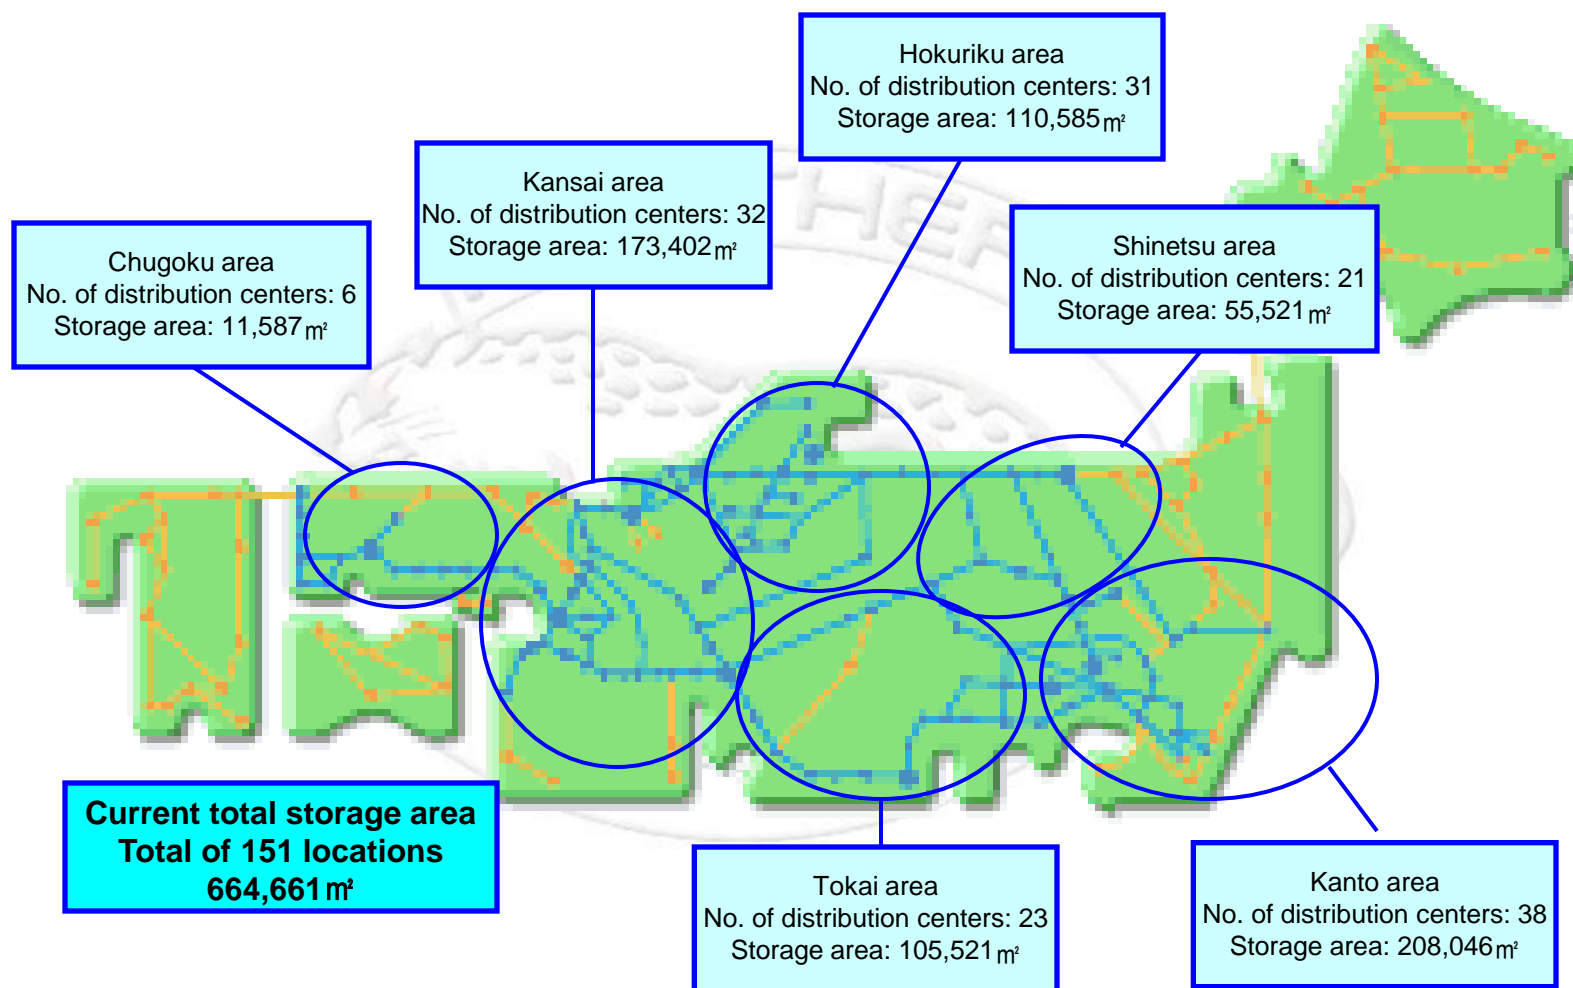 Hokuriku area
No. of distribution centers: 31
Storage area: 110,585㎡
Kansai area
No. of distribution centers: 32
Storage area: 173,402㎡
Shinetsu area
No. of distribution centers: 21
Storage area: 55,521㎡
Chugoku area
No. of distribution centers: 6
Storage area: 11,587㎡
Current total storage area
Total of 151 locations
664,661㎡
Tokai area
No. of distribution centers: 23
Storage area: 105,521㎡
Kanto area
No. of distribution centers: 38
Storage area: 208,046㎡